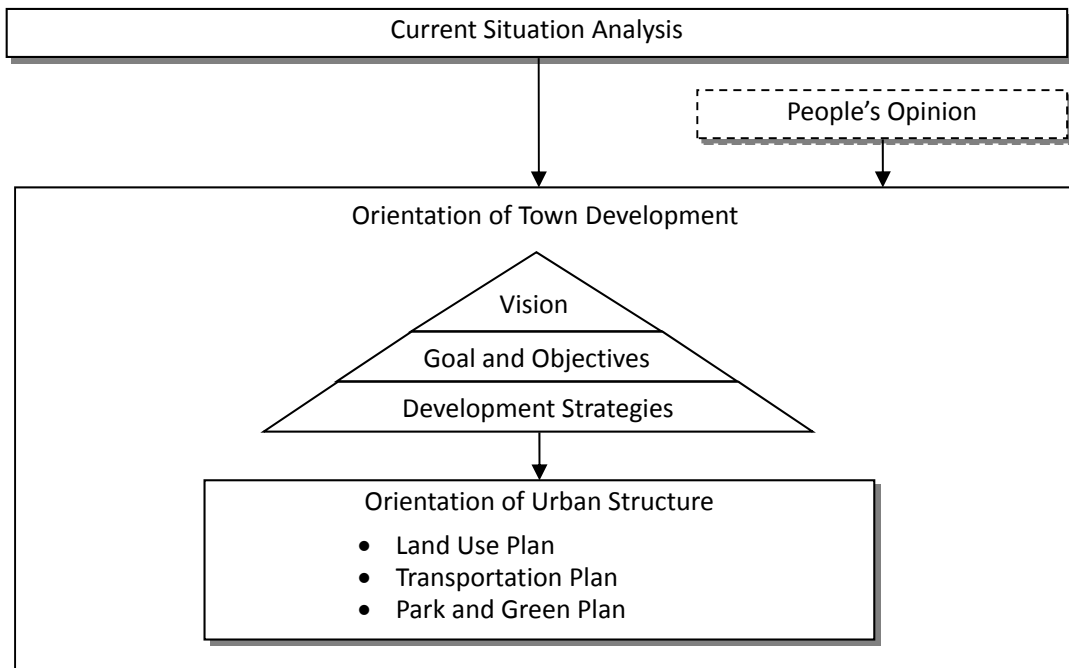 Current Situation Analysis
People’s Opinion
Orientation of Town Development
Vision
Goal and Objectives
Development Strategies
Orientation of Urban Structure
• Land Use Plan
• Transportation Plan
• Park and Green Plan